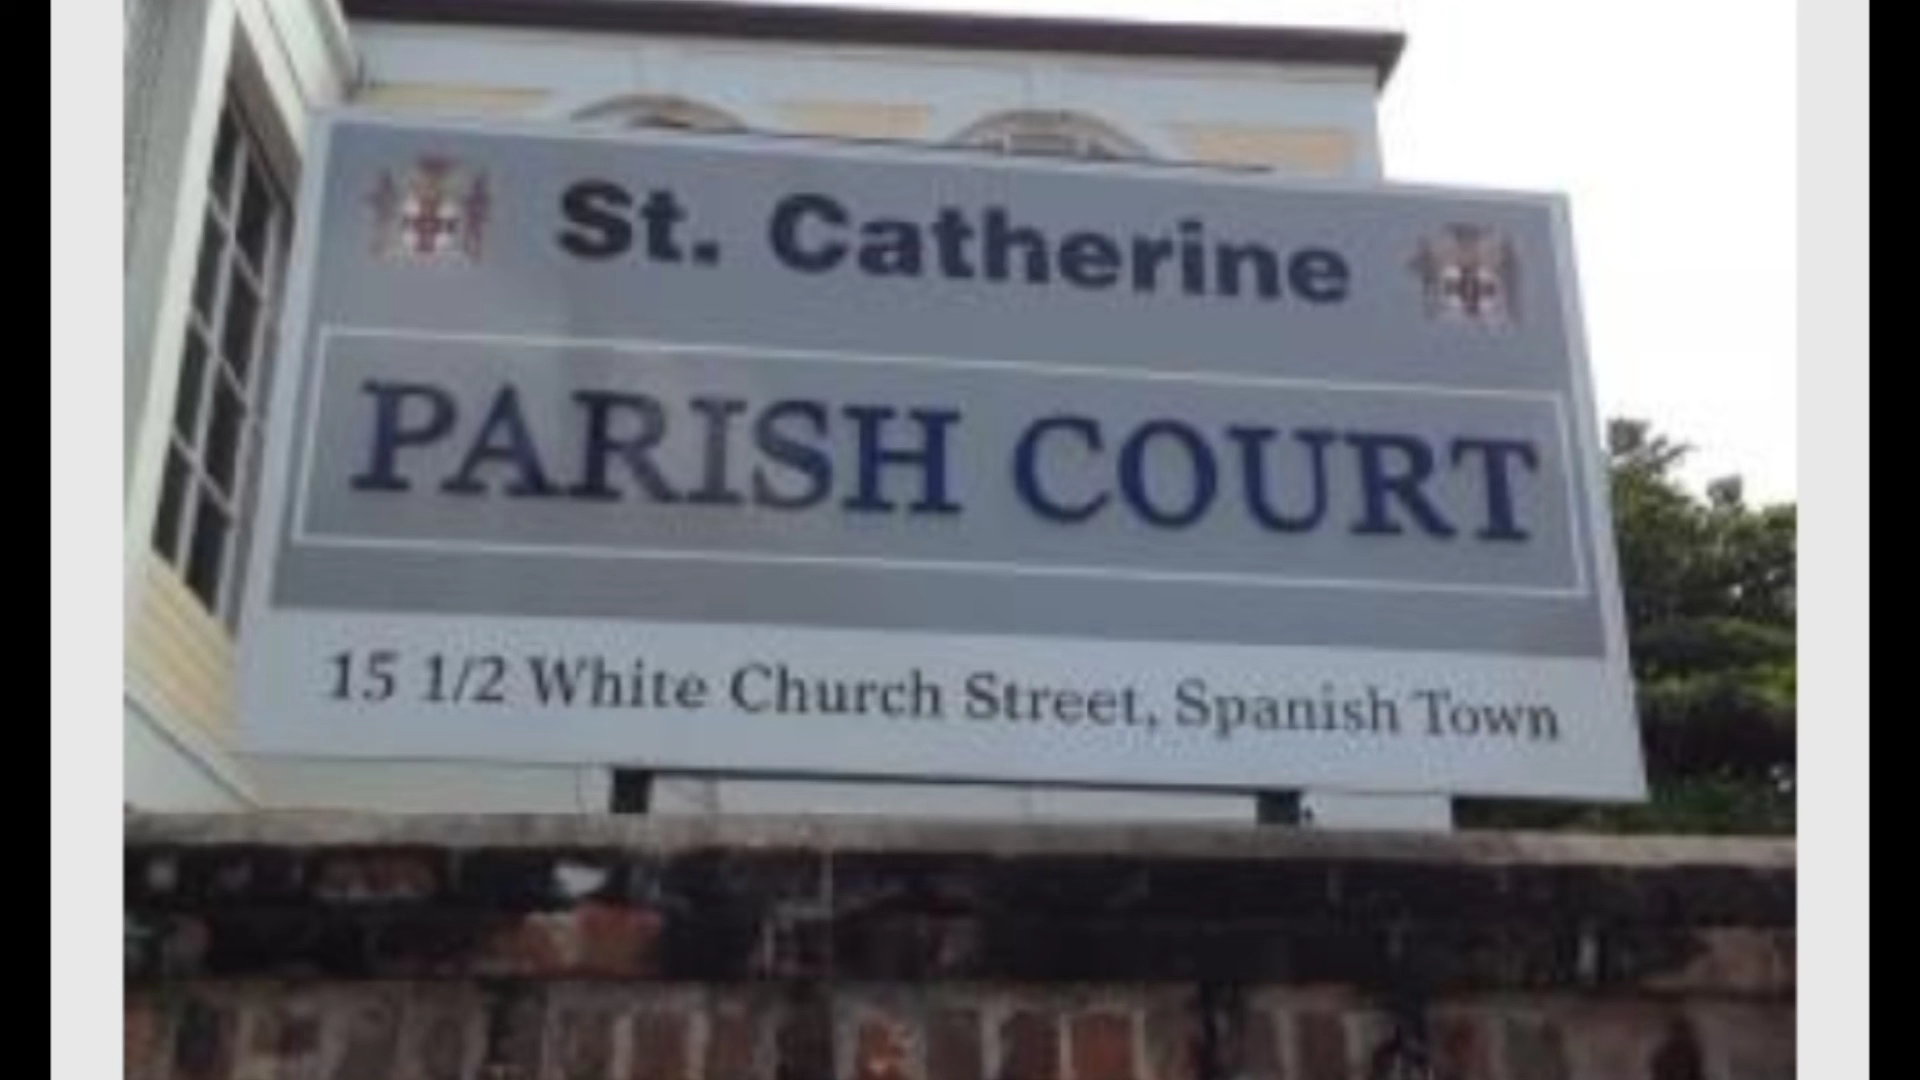 St. Catherine
PARISH COURT
15 1/2 White Church Street, Spanish Town